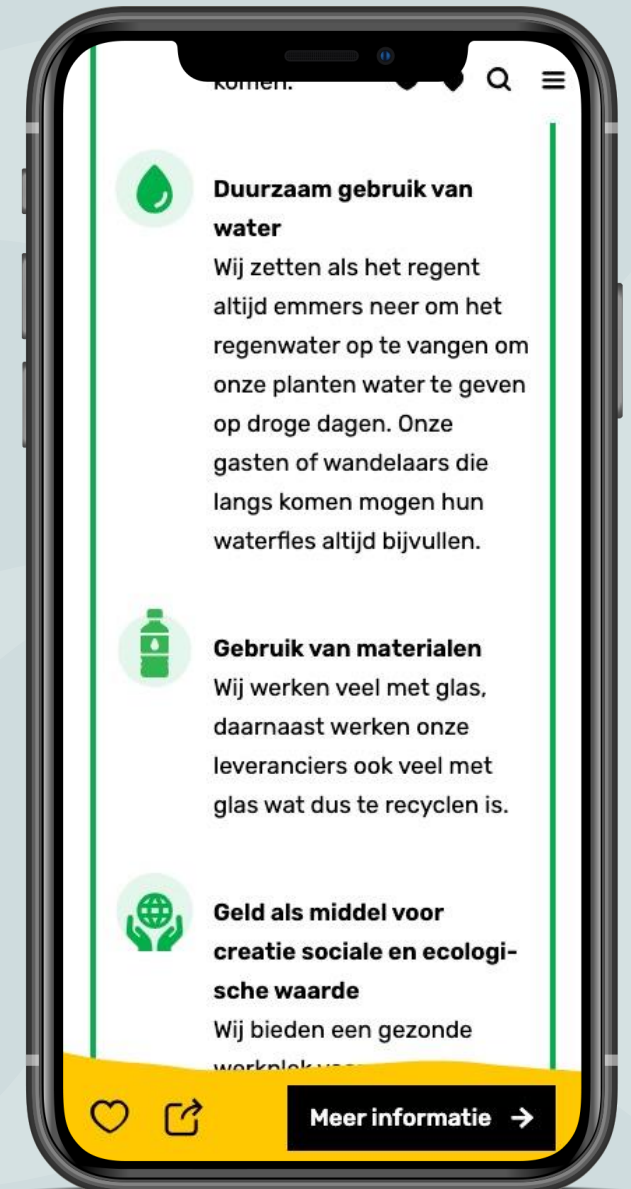 komen.
Duurzaam gebruik van
water
Wij zetten als het regent
altijd emmers neer om het
regenwater op te vangen om
onze planten water te geven
op droge dagen. Onze
gasten of wandelaars die
langs komen mogen hun
waterfles altijd bijvullen.
Gebruik van materialen
Wij werken veel met glas,
daarnaast werken onze
leveranciers ook veel met
glas wat dus te recyclen is.
Geld als middel voor
creatie sociale en ecologi-
sche waarde
Wij bieden een gezonde
werkplek
Meer informatie